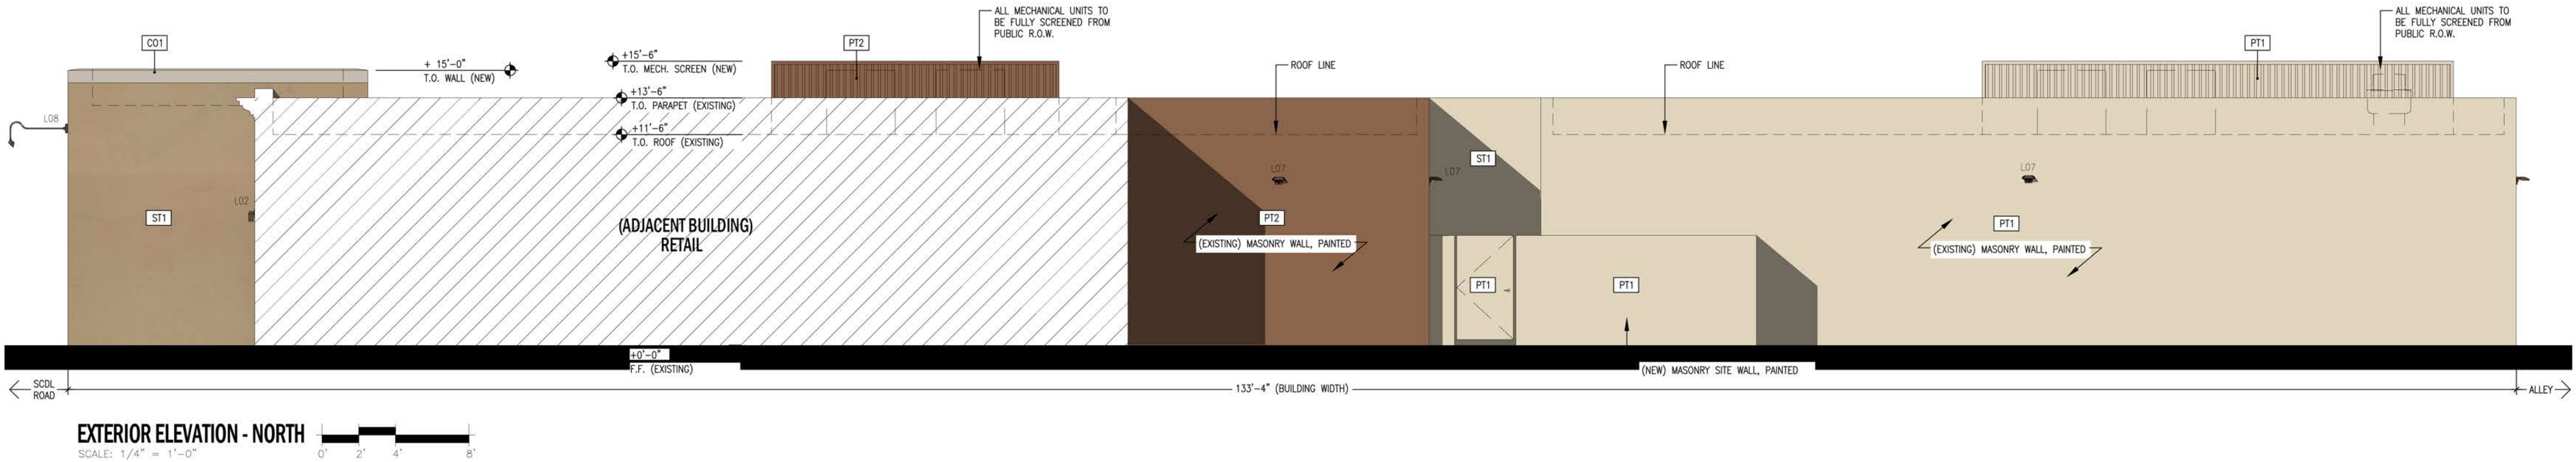 ALL MECHANICAL UNITS TO
BE FULLY SCREENED FROM
PUBLIC R.O.W.
ALL MECHANICAL UNITS TO
BE FULLY SCREENED FROM
PUBLIC R.O.W.
C01
PT2
PT1
+ 15'-0"
T.O. WALL (NEW)
+15'-6"
T.O. MECH. SCREEN (NEW)
ROOF LINE
ROOF LINE
+13'-6"
T.O. PARAPET (EXISTING)
L08
+11'-6"
T.O. ROOF (EXISTING)
ST1
L07
L07
L07
L02
ST1
(ADJACENT BUILDING)
RETAIL
PT2
(EXISTING) MASONRY WALL, PAINTED
PT1
(EXISTING) MASONRY WALL, PAINTED
PT1
PT1
+0'-0"
F.F. (EXISTING)
(NEW) MASONRY SITE WALL, PAINTED
SCDL
ROAD
133'-4" (BUILDING WIDTH)
ALLEY
EXTERIOR ELEVATION - NORTH
SCALE: 1/4" = 1'-0"
0' 2' 4' 8'